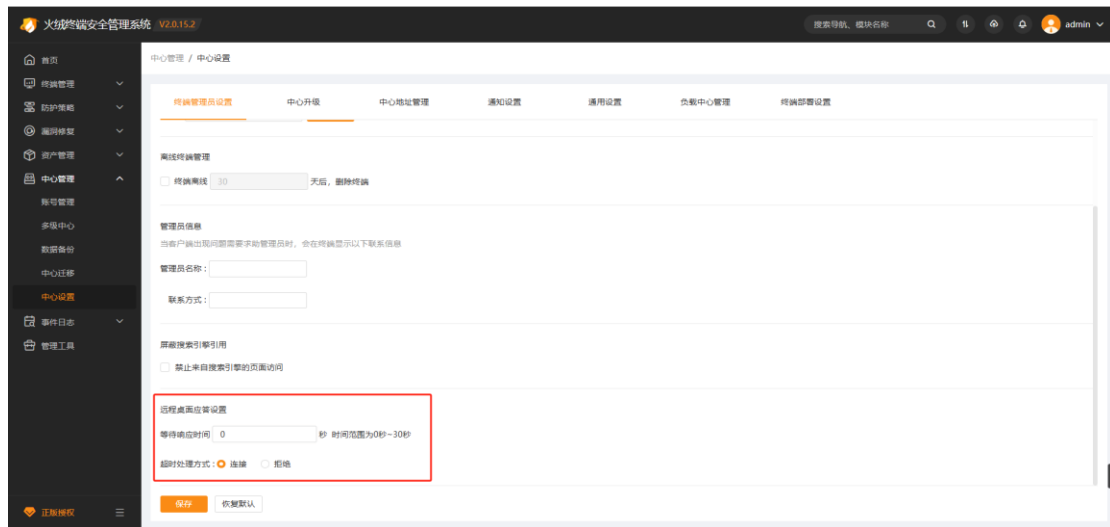 火绒终端安全管理系统 V2.0.15.2
搜索导航、模块名称
admin
首页
终端管理
防护策略
漏洞修复
资产管理
中心管理
账号管理
多级中心
数据备份
中心迁移
中心设置
事件日志
管理工具
正版授权
中心管理 / 中心设置
终端管理员设置 中心升级 中心地址管理 通知设置 通用设置 负载中心管理 终端部署设置
离线终端管理
终端离线 30 天后，删除终端
管理员信息
当客户端出现问题需要求助管理员时，会在终端显示以下联系信息
管理员名称：
联系方式：
屏蔽搜索引擎引用
禁止来自搜索引擎的页面访问
远程桌面应答设置
等待响应时间 0 秒 时间范围为0秒~30秒
超时处理方式： 连接 拒绝
保存 恢复默认